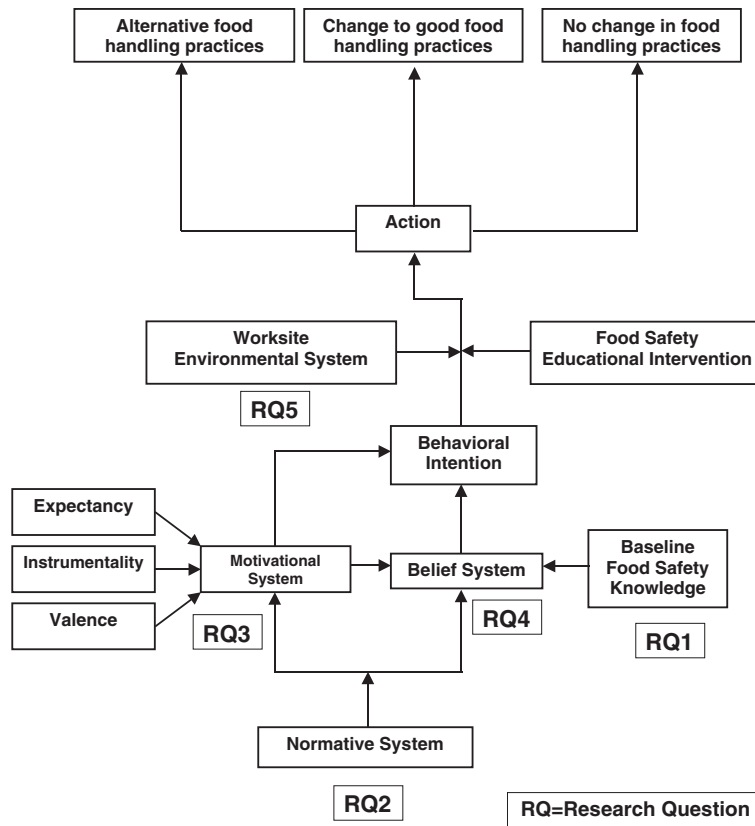 Alternative food
handling practices
Change to good food
handling practices
No change in food
handling practices
Action
Worksite
Environmental System
Food Safety
Educational Intervention
RQ5
Behavioral
Intention
Expectancy
Instrumentality
Valence
Motivational
System
Belief System
Baseline
Food Safety
Knowledge
RQ3
RQ4
RQ1
Normative System
RQ2
RQ=Research Question